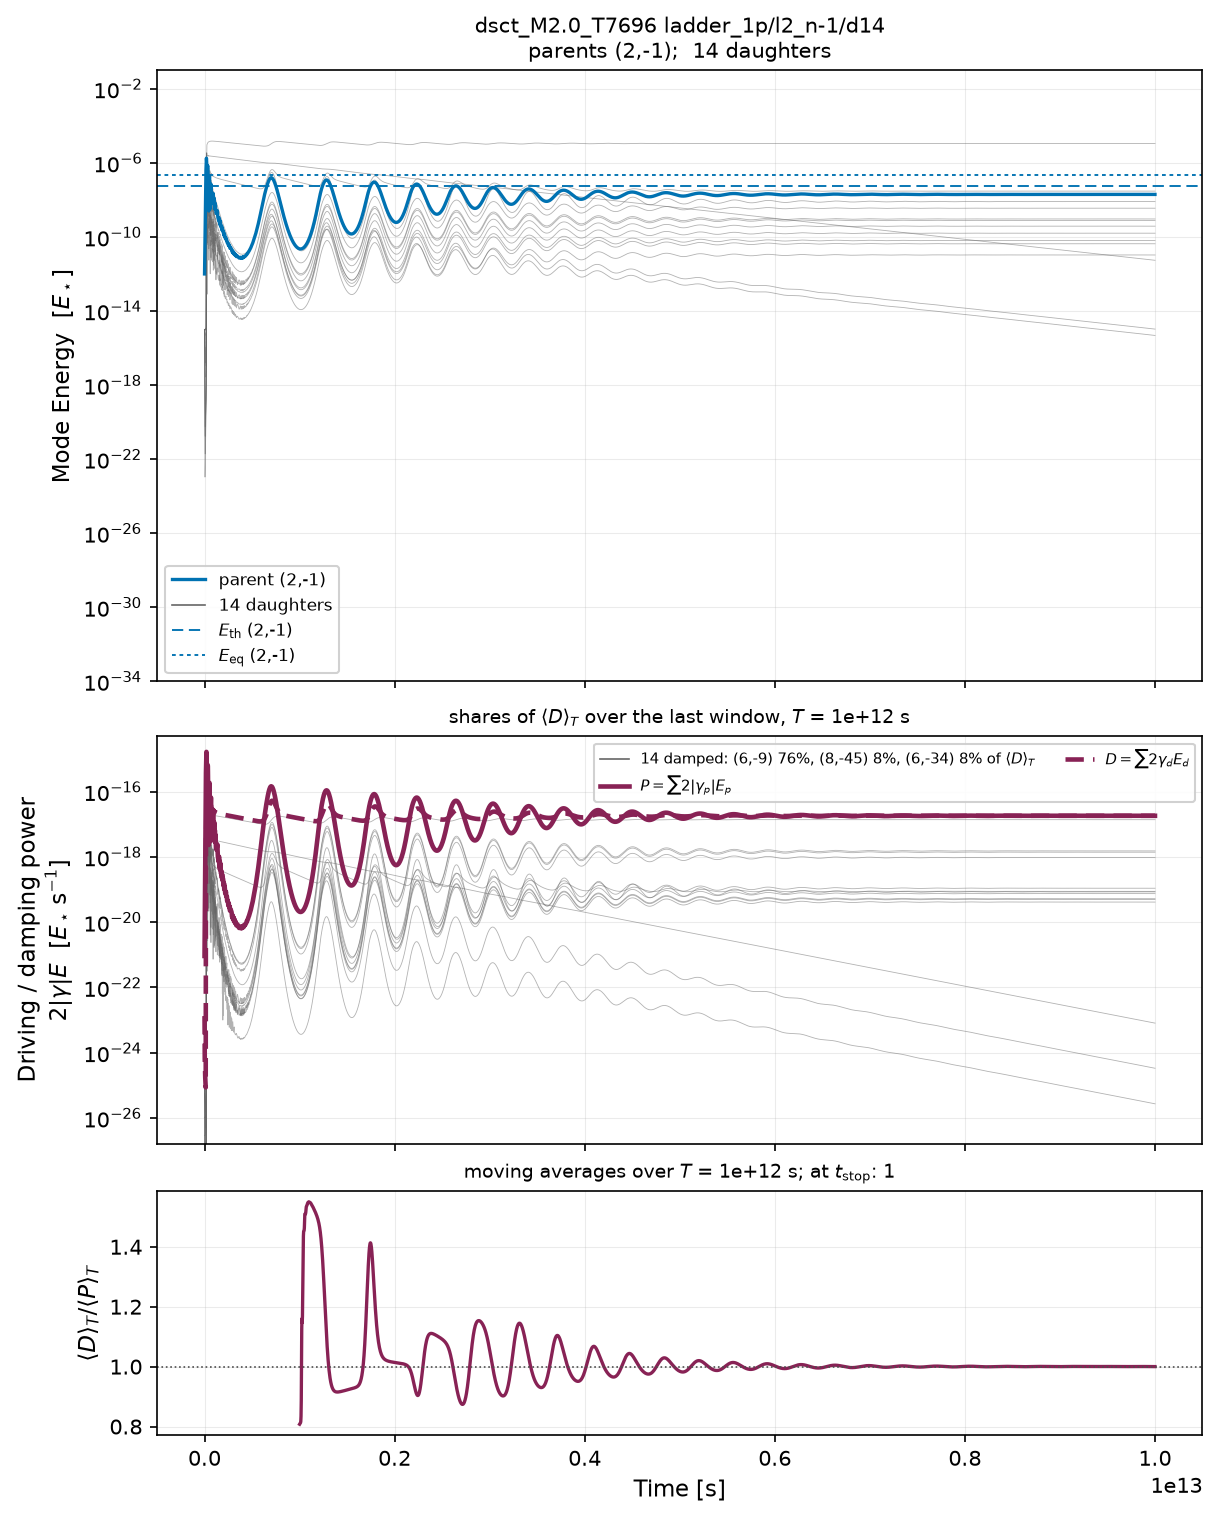 dsct_M2.0_T7696 ladder_1p/l2_n-1/d14
parents (2,-1);  14 daughters
Mode Energy  [E⋆]
10⁻²
10⁻⁶
10⁻¹⁰
10⁻¹⁴
10⁻¹⁸
10⁻²²
10⁻²⁶
10⁻³⁰
10⁻³⁴
parent (2,-1)
14 daughters
E_th (2,-1)
E_eq (2,-1)
shares of ⟨D⟩_T over the last window, T = 1e+12 s
Driving / damping power
2|γ|E  [E⋆ s⁻¹]
10⁻¹⁶
10⁻¹⁸
10⁻²⁰
10⁻²²
10⁻²⁴
10⁻²⁶
14 damped: (6,-9) 76%, (8,-45) 8%, (6,-34) 8% of ⟨D⟩_T
P = ∑2|γ_p|E_p
D = ∑2γ_dE_d
moving averages over T = 1e+12 s; at t_stop: 1
⟨D⟩_T/⟨P⟩_T
1.4
1.2
1.0
0.8
0.0 0.2 0.4 0.6 0.8 1.0
1e13
Time [s]